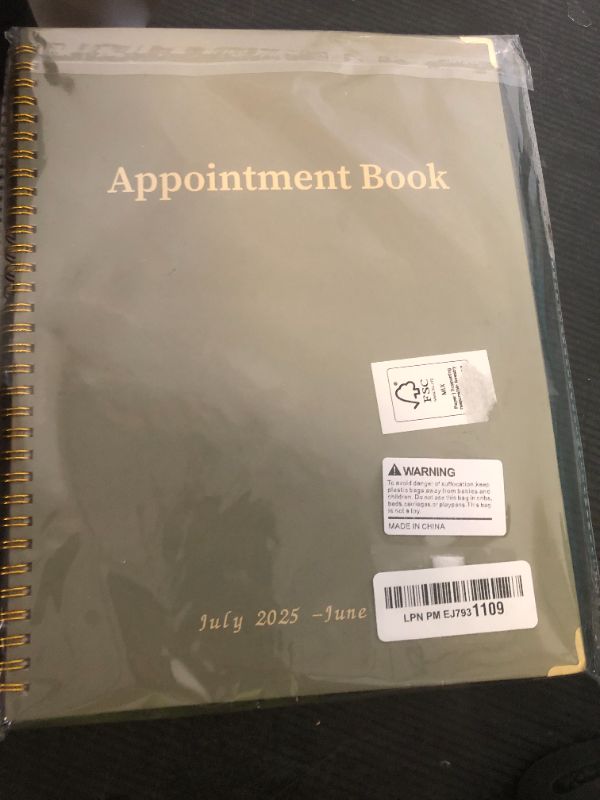 Appointment Book
FSC
MIX
WARNING
To avoid danger of suffocation,keep
plastic bags away from babies and
children. Do not use this bag in cribs,
beds, carriages, or playpens. This bag
is not a toy.
MADE IN CHINA
LPN PM EJ7931109
July 2025 –June